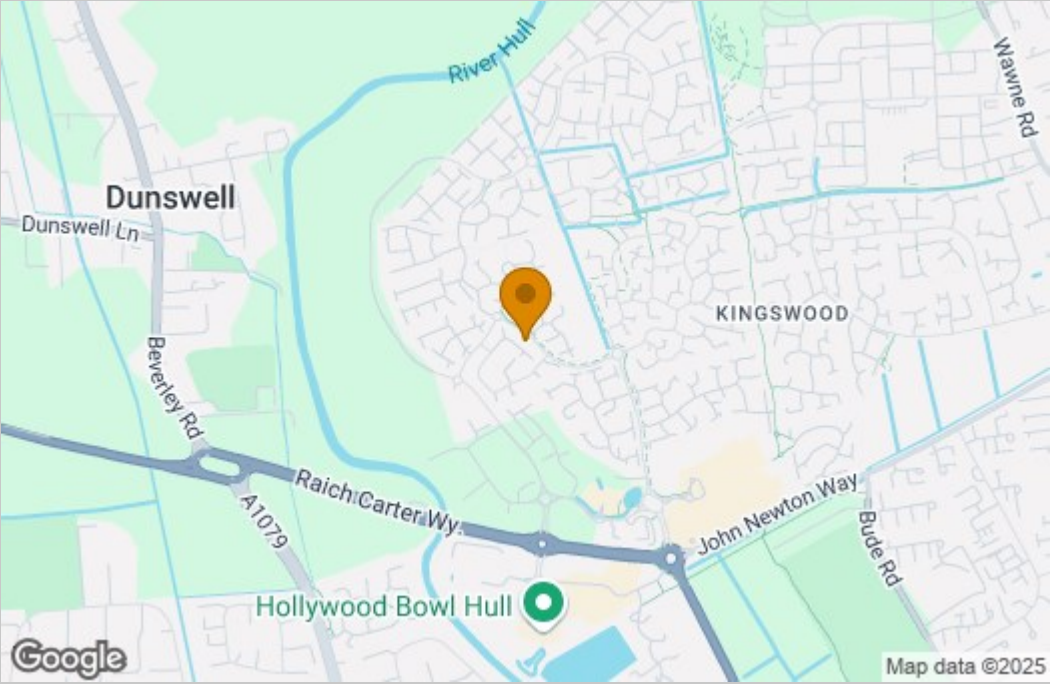 River Hull
Wawne Rd
Dunswell
Dunswell Ln
KINGSWOOD
Beverley Rd
Raich Carter Wy.
A1079
John Newton Way
Bude Rd
Hollywood Bowl Hull
Google
Map data ©2025